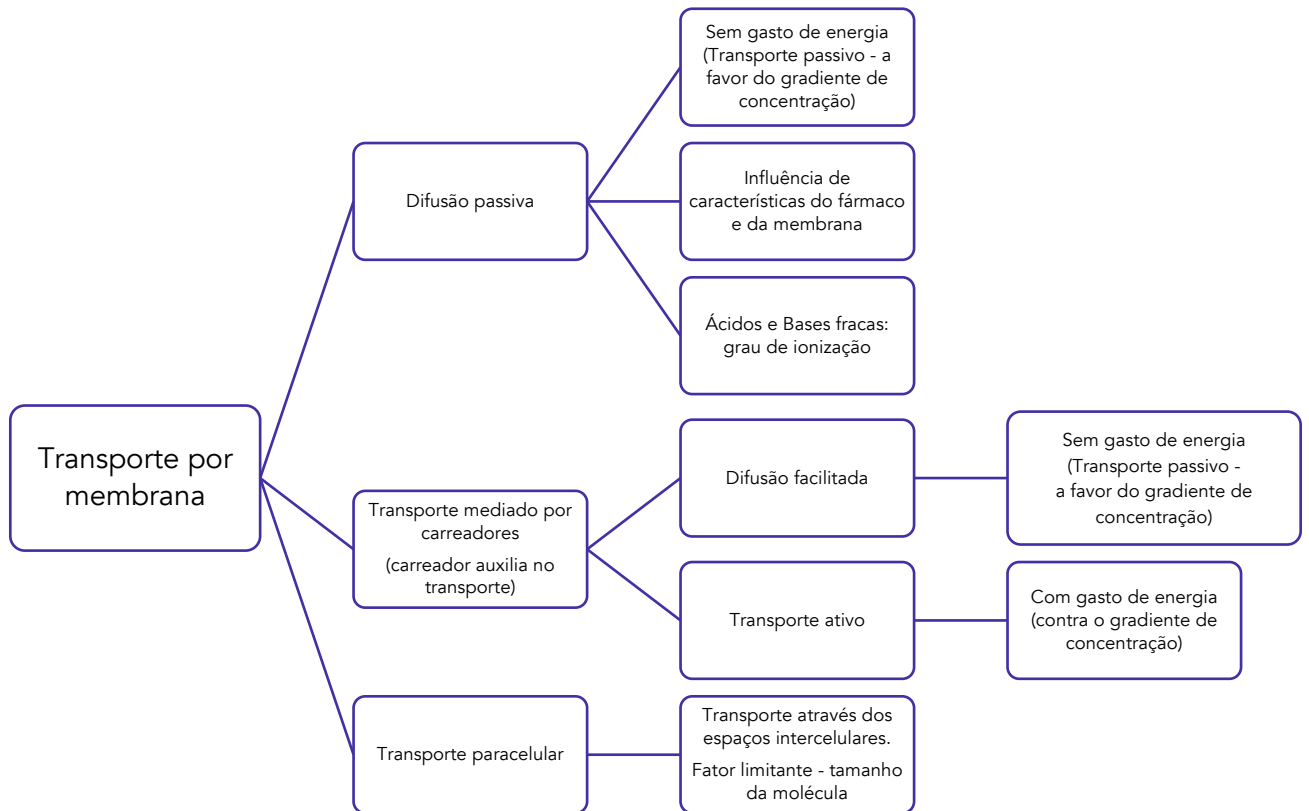 Transporte por
membrana
Difusão passiva
Sem gasto de energia
(Transporte passivo - a
favor do gradiente de
concentração)
Influência de
características do fármaco
e da membrana
Ácidos e Bases fracas:
grau de ionização
Transporte mediado por
carreadores
(carreador auxilia no
transporte)
Difusão facilitada
Sem gasto de energia
(Transporte passivo -
a favor do gradiente de
concentração)
Transporte ativo
Com gasto de energia
(contra o gradiente de
concentração)
Transporte paracelular
Transporte através dos
espaços intercelulares.
Fator limitante - tamanho
da molécula